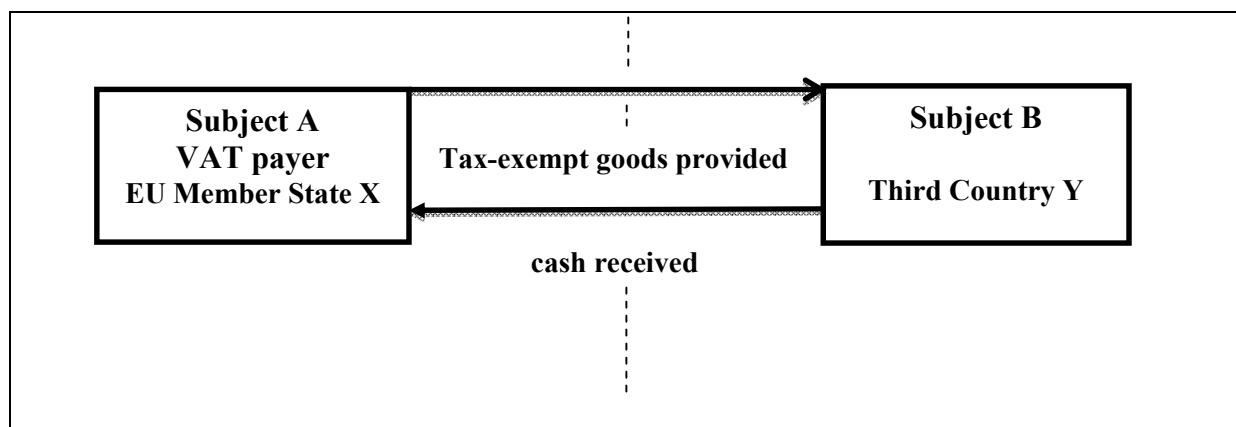 Subject A
VAT payer
EU Member State X
Tax-exempt goods provided
cash received
Subject B
Third Country Y